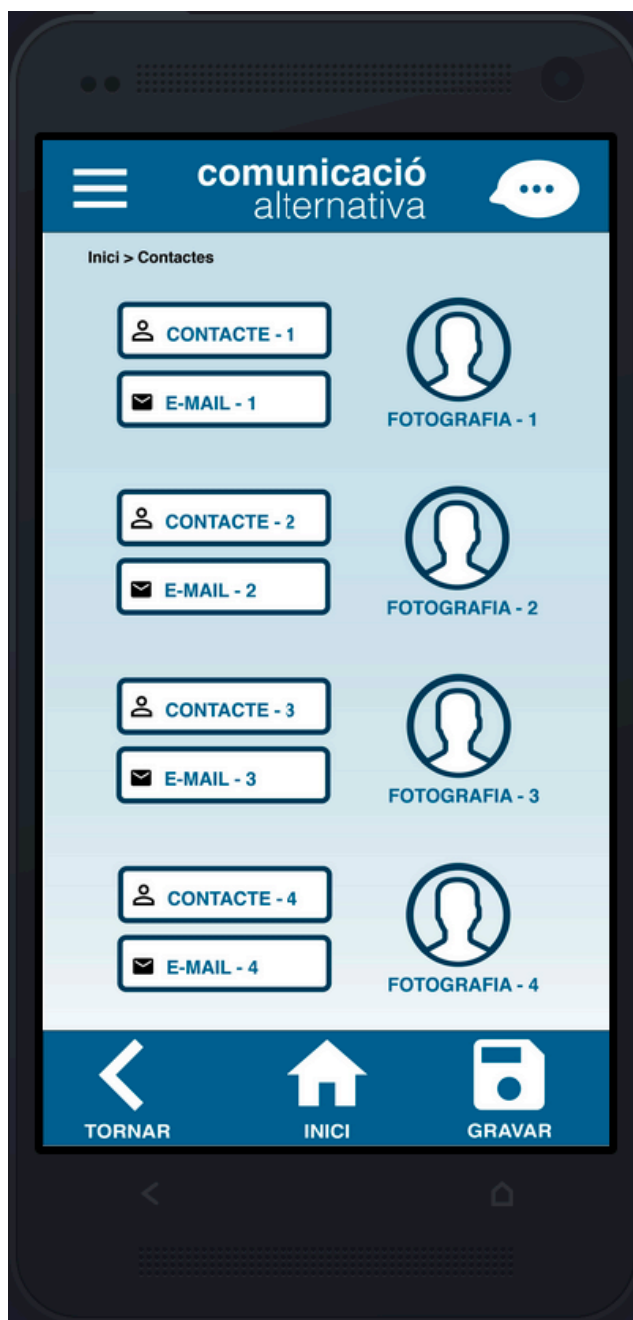 comunicació
alternativa
Inici > Contactes
CONTACTE - 1
E-MAIL - 1
FOTOGRAFIA - 1
CONTACTE - 2
E-MAIL - 2
FOTOGRAFIA - 2
CONTACTE - 3
E-MAIL - 3
FOTOGRAFIA - 3
CONTACTE - 4
E-MAIL - 4
FOTOGRAFIA - 4
TORNAR INICI GRAVAR